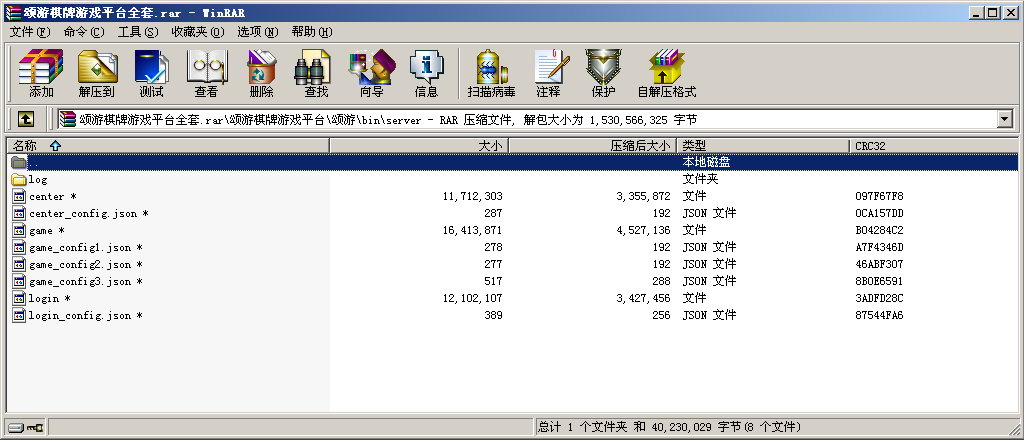 颂游棋牌游戏平台全套.rar - WinRAR
文件(F) 命令(C) 工具(S) 收藏夹(O) 选项(N) 帮助(H)
添加 解压到 测试 查看 删除 查找 向导 信息 扫描病毒 注释 保护 自解压格式
颂游棋牌游戏平台全套.rar\颂游棋牌游戏平台\颂游\bin\server - RAR 压缩文件, 解包大小为 1,530,566,325 字节
名称 大小 压缩后大小 类型 CRC32
.. 本地磁盘
log 文件夹
center * 11,712,303 3,355,872 文件 097F67F8
center_config.json * 287 192 JSON 文件 0CA157DD
game * 16,413,871 4,527,136 文件 B04284C2
game_config1.json * 278 192 JSON 文件 A7F4346D
game_config2.json * 277 192 JSON 文件 46ABF307
game_config3.json * 517 288 JSON 文件 8B0E6591
login * 12,102,107 3,427,456 文件 3ADFD28C
login_config.json * 389 256 JSON 文件 87544FA6
总计 1 个文件夹 和 40,230,029 字节(8 个文件)